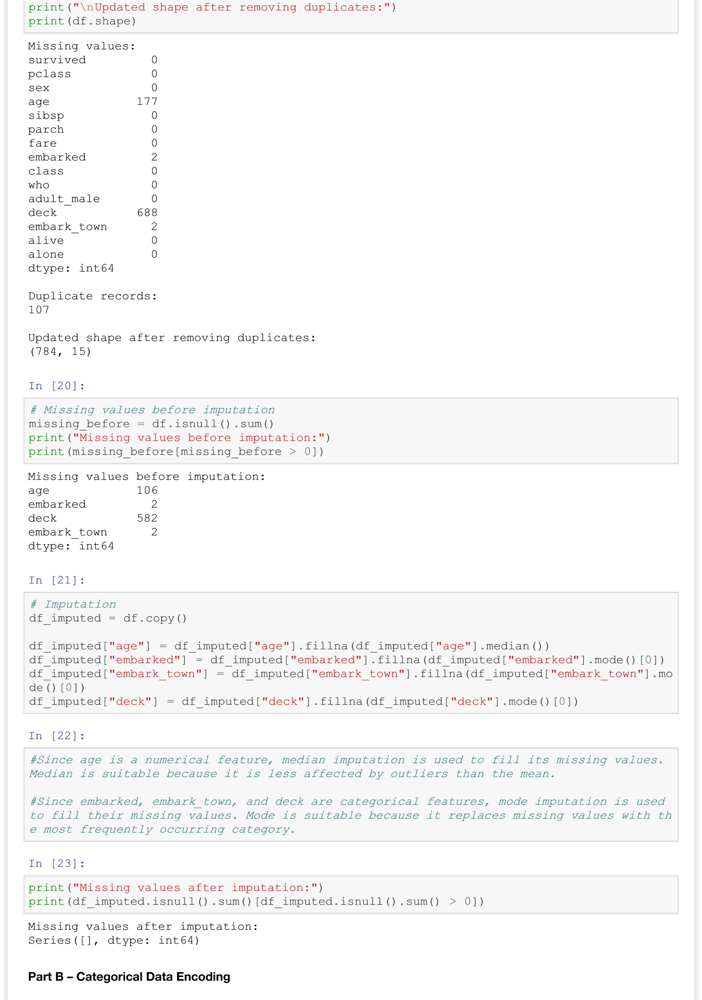 print("\nUpdated shape after removing duplicates:")
print(df.shape)
Missing values:
survived         0
pclass           0
sex              0
age            177
sibsp            0
parch            0
fare             0
embarked         2
class            0
who              0
adult_male       0
deck           688
embark_town      2
alive            0
alone            0
dtype: int64
Duplicate records:
107
Updated shape after removing duplicates:
(784, 15)
In [20]:
# Missing values before imputation
missing_before = df.isnull().sum()
print("Missing values before imputation:")
print(missing_before[missing_before > 0])
Missing values before imputation:
age            106
embarked         2
deck           582
embark_town      2
dtype: int64
In [21]:
# Imputation
df_imputed = df.copy()
df_imputed["age"] = df_imputed["age"].fillna(df_imputed["age"].median())
df_imputed["embarked"] = df_imputed["embarked"].fillna(df_imputed["embarked"].mode()[0])
df_imputed["embark_town"] = df_imputed["embark_town"].fillna(df_imputed["embark_town"].mo
de()[0])
df_imputed["deck"] = df_imputed["deck"].fillna(df_imputed["deck"].mode()[0])
In [22]:
#Since age is a numerical feature, median imputation is used to fill its missing values.
Median is suitable because it is less affected by outliers than the mean.
#Since embarked, embark_town, and deck are categorical features, mode imputation is used
to fill their missing values. Mode is suitable because it replaces missing values with th
e most frequently occurring category.
In [23]:
print("Missing values after imputation:")
print(df_imputed.isnull().sum()[df_imputed.isnull().sum() > 0])
Missing values after imputation:
Series([], dtype: int64)
Part B – Categorical Data Encoding